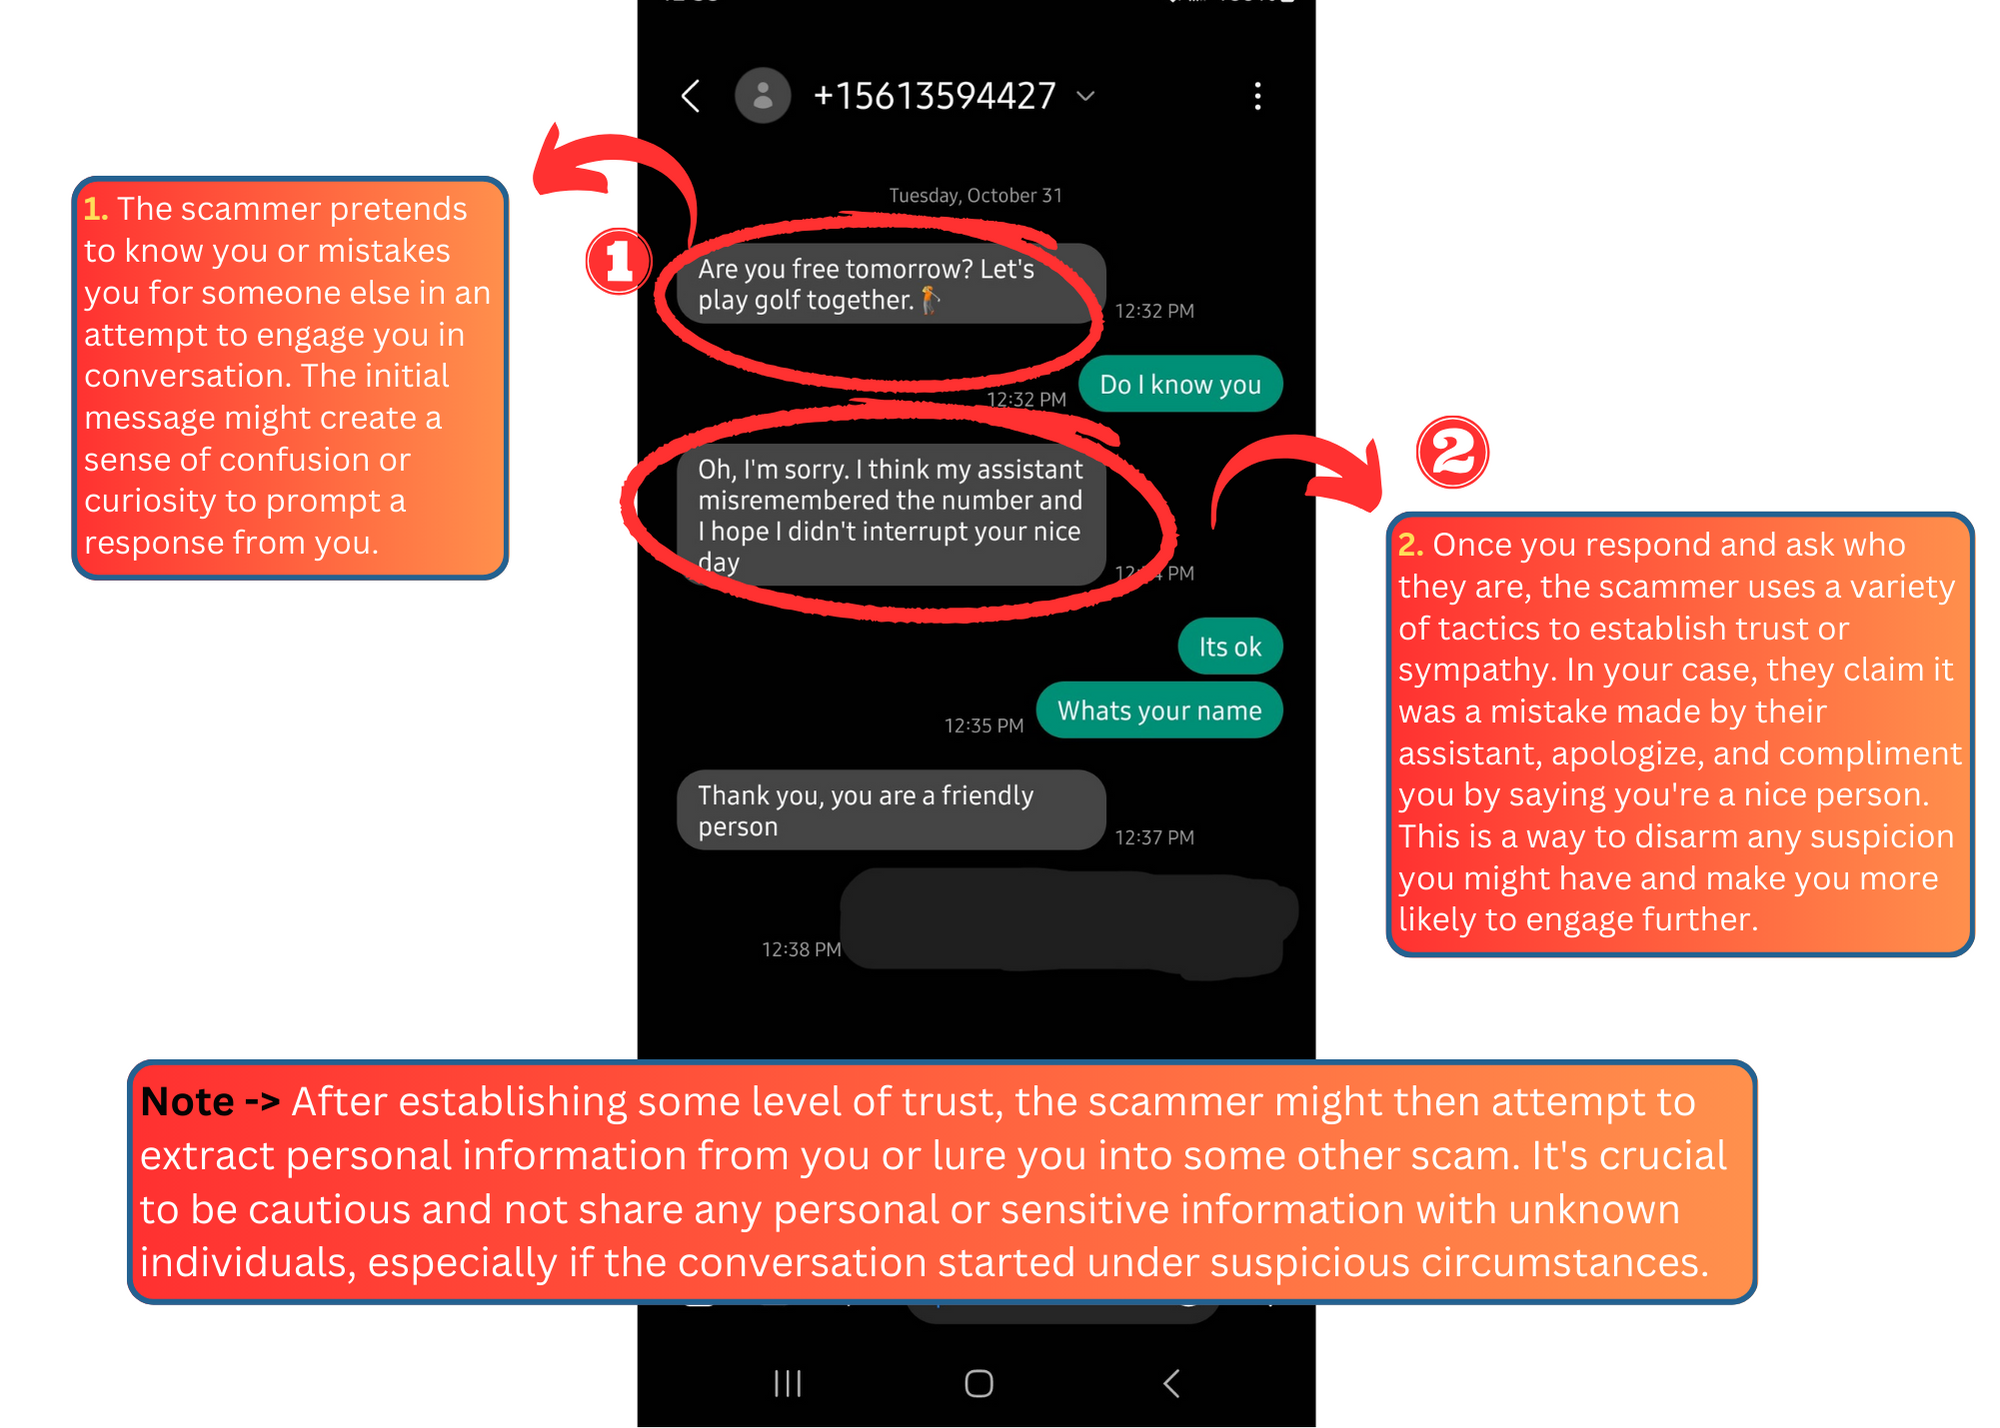 +15613594427
Tuesday, October 31
1
1. The scammer pretends
to know you or mistakes
you for someone else in an
attempt to engage you in
conversation. The initial
message might create a
sense of confusion or
curiosity to prompt a
response from you.
Are you free tomorrow? Let's
play golf together.
12:32 PM
Do I know you
12:32 PM
Oh, I'm sorry. I think my assistant
misremembered the number and
I hope I didn't interrupt your nice
day
PM
2
2. Once you respond and ask who
they are, the scammer uses a variety
of tactics to establish trust or
sympathy. In your case, they claim it
was a mistake made by their
assistant, apologize, and compliment
you by saying you're a nice person.
This is a way to disarm any suspicion
you might have and make you more
likely to engage further.
Its ok
Whats your name
12:35 PM
Thank you, you are a friendly
person
12:37 PM
12:38 PM
Note -> After establishing some level of trust, the scammer might then attempt to
extract personal information from you or lure you into some other scam. It's crucial
to be cautious and not share any personal or sensitive information with unknown
individuals, especially if the conversation started under suspicious circumstances.